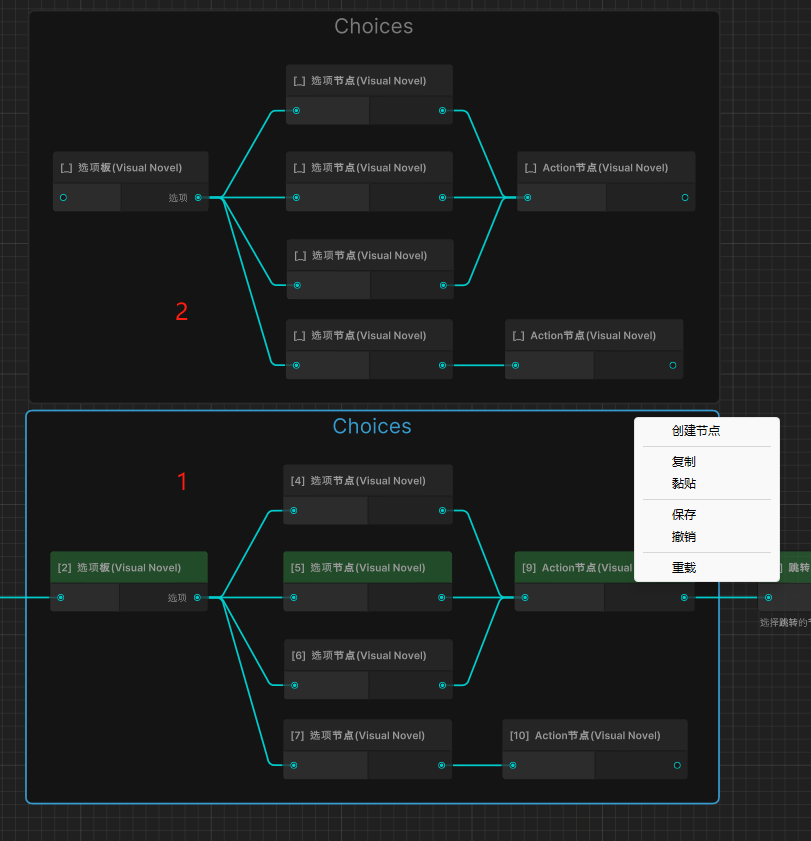 Choices
[_] 选项节点(Visual Novel)
[_] 选项板(Visual Novel)
选项
[_] 选项节点(Visual Novel)
[_] Action节点(Visual Novel)
[_] 选项节点(Visual Novel)
2
[_] 选项节点(Visual Novel)
[_] Action节点(Visual Novel)
Choices
创建节点
复制
黏贴
保存
撤销
重载
1
[4] 选项节点(Visual Novel)
[2] 选项板(Visual Novel)
选项
[5] 选项节点(Visual Novel)
[9] Action节点(Visual
跳转
选择跳转的
[6] 选项节点(Visual Novel)
[7] 选项节点(Visual Novel)
[10] Action节点(Visual Novel)